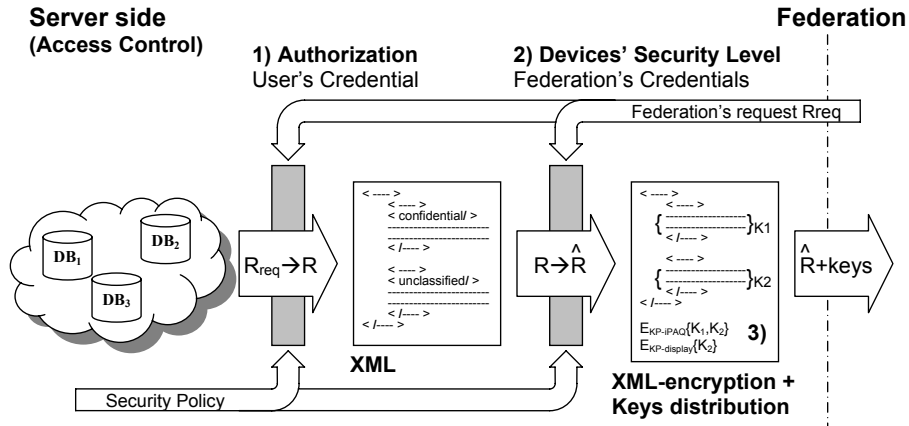 Server side
(Access Control)
Federation
1) Authorization
User's Credential
2) Devices' Security Level
Federation's Credentials
Federation's request Rreq
DB1
DB2
DB3
Rreq→R
< ---- >
< ---- >
< confidential/ >
------------------------
------------------------
< /---- >
< ---- >
< unclassified/ >
------------------------
------------------------
< /---- >
< /---- >
XML
R→R̂
< ---- >
< ---- >
{ ------------------- }K1
-------------------
< /---- >
< ---- >
{ ------------------- }K2
-------------------
< /---- >
< /---- >
EKP-iPAQ{K1,K2}
EKP-display{K2}
3)
XML-encryption +
Keys distribution
R̂+keys
Security Policy